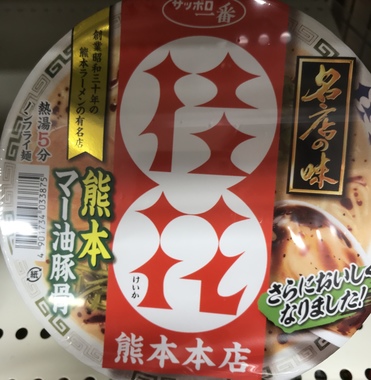 サッポロ
一番
創業昭和三十年の
熊本ラーメンの有名店
名店の味
熱湯5分
ノンフライ麺
桂花
けいか
熊本
マー油豚骨
さらにおいしく
なりました!
熊本本店
紙
4901734035875